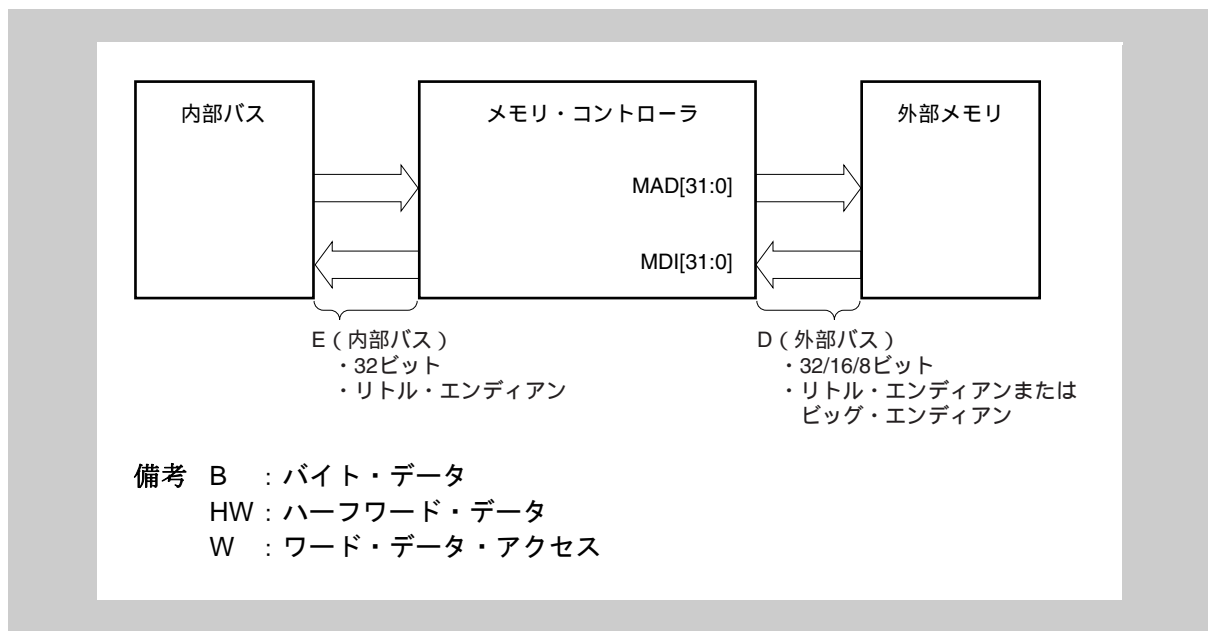 内部バス
メモリ・コントローラ
外部メモリ
MAD[31:0]
MDI[31:0]
E（内部バス）
・32ビット
・リトル・エンディアン
D（外部バス）
・32/16/8ビット
・リトル・エンディアンまたは
ビッグ・エンディアン
備考 B ：バイト・データ
HW：ハーフワード・データ
W ：ワード・データ・アクセス